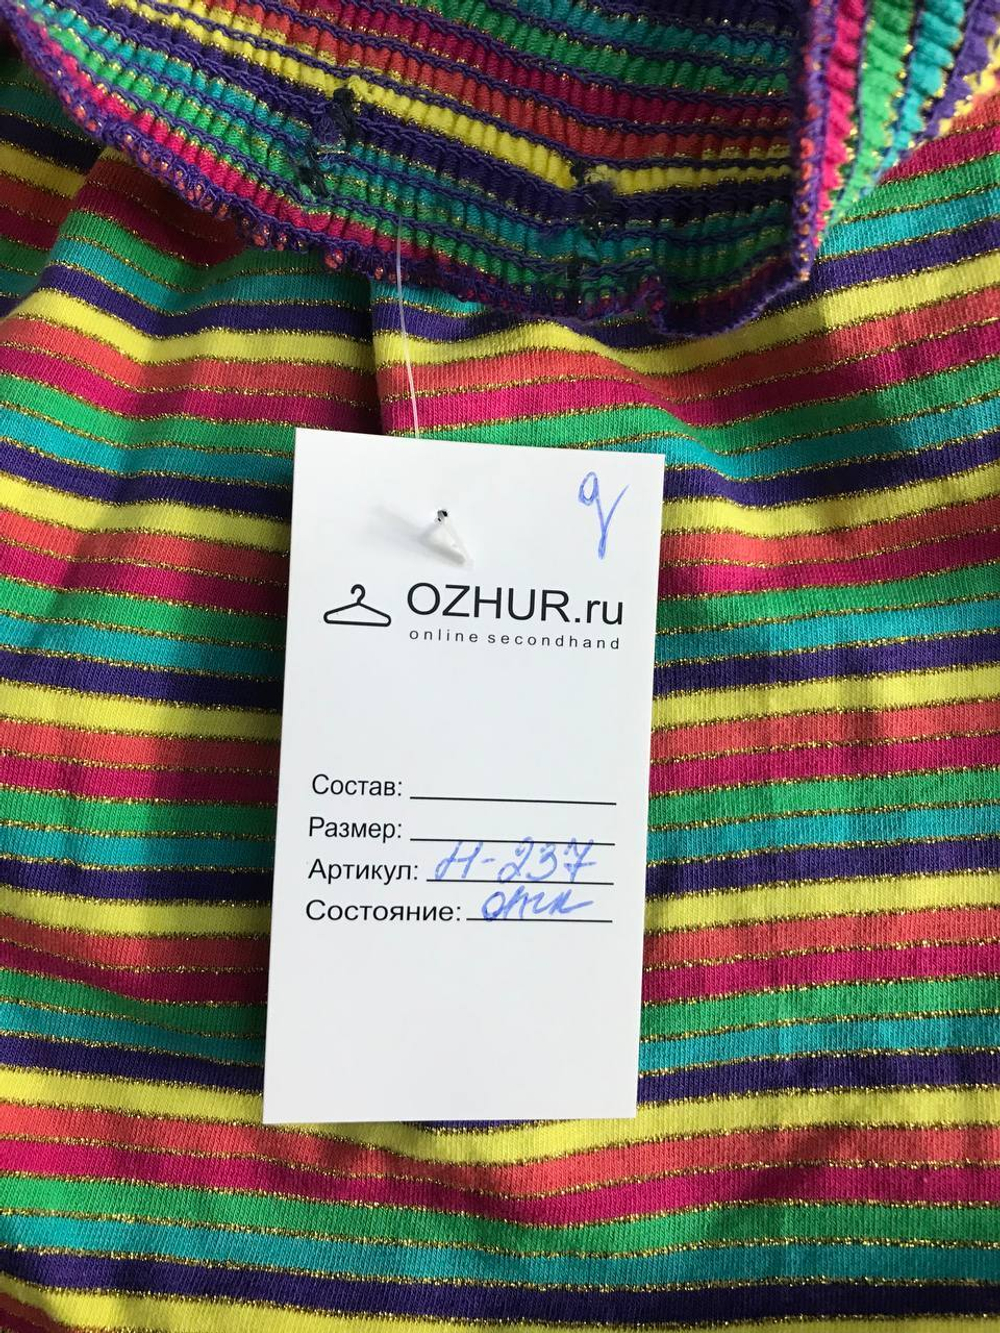 OZHUR.ru
online secondhand
Состав:
Размер:
Артикул: Н-237
Состояние: отл